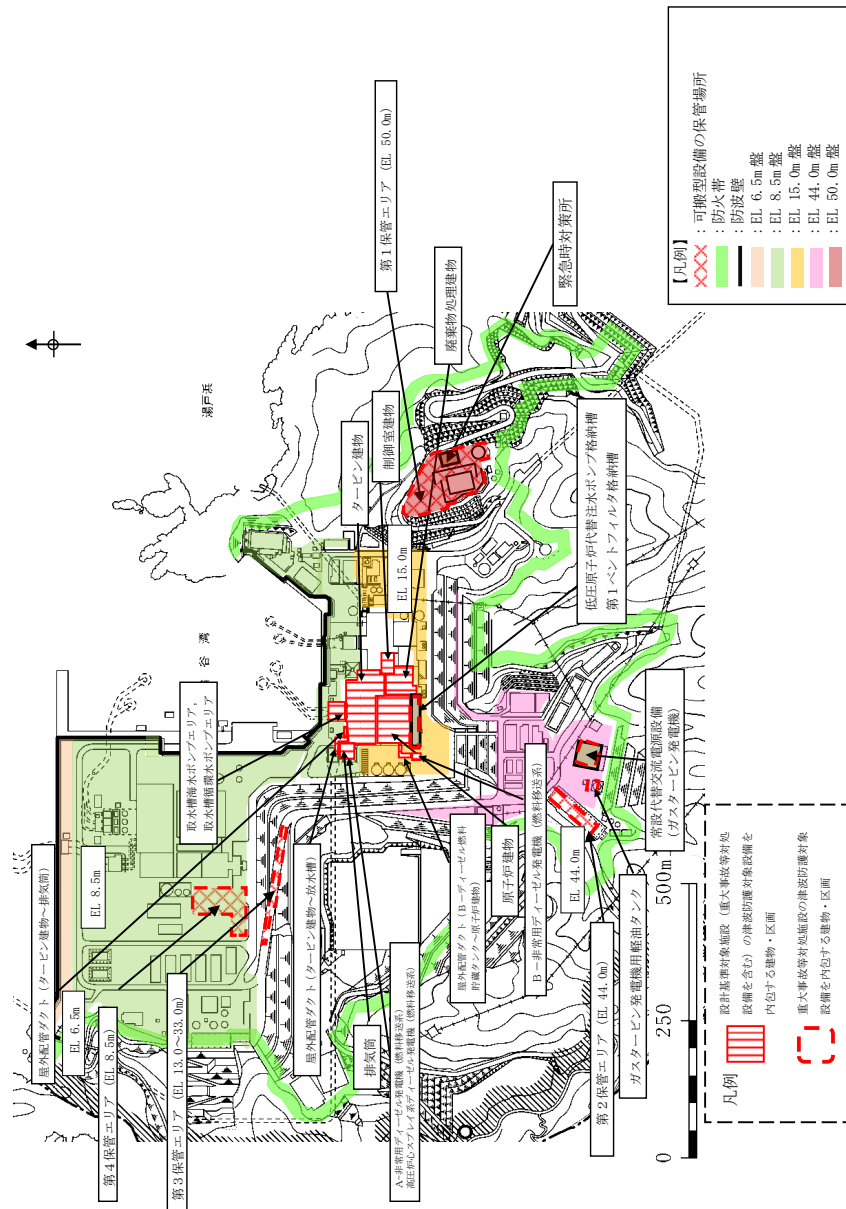 湯戸浜
谷湾
第１保管エリア（EL 50.0m）
タービン建物
制御室建物
廃棄物処理建物
緊急時対策所
EL 15.0m
低圧原子炉代替注水ポンプ格納槽
第１ベントフィルタ格納槽
取水槽海水ポンプエリア、
取水槽循環水ポンプエリア
屋外配管ダクト（タービン建物～排気筒）
EL 8.5m
EL 6.5m
第４保管エリア（EL 8.5m）
第３保管エリア（EL 13.0～33.0m）
屋外配管ダクト（タービン建物～放水槽）
排気筒
A-非常用ディーゼル発電機（燃料移送系）
高圧炉心スプレイ系ディーゼル発電機（燃料移送系）
屋外配管ダクト（B－ディーゼル燃料
貯蔵タンク～原子炉建物）
原子炉建物
B－非常用ディーゼル発電機（燃料移送系）
EL 44.0m
第２保管エリア（EL 44.0m）
ガスタービン発電機用軽油タンク
常設代替交流電源設備
（ガスタービン発電機）
【凡例】
：可搬型設備の保管場所
：防火帯
：防波壁
：EL 6.5m盤
：EL 8.5m盤
：EL 15.0m盤
：EL 44.0m盤
：EL 50.0m盤
0
250
500m
凡例
設計基準対象施設（重大事故等対処
設備を含む）の津波防護対象設備を
内包する建物・区画
重大事故等対処施設の津波防護対象
設備を内包する建物・区画